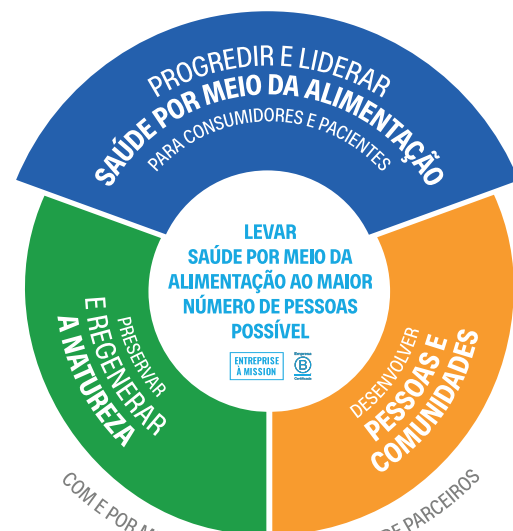 PROGREDIR E LIDERAR
SAÚDE POR MEIO DA ALIMENTAÇÃO
PARA CONSUMIDORES E PACIENTES
LEVAR
SAÚDE POR MEIO DA
ALIMENTAÇÃO AO MAIOR
NÚMERO DE PESSOAS
POSSÍVEL
ENTREPRISE
À MISSION
Empresa
B
Certificada
PRESERVAR
E REGENERAR
A NATUREZA
DESENVOLVER
PESSOAS E
COMUNIDADES
COM E POR
DE PARCEIROS